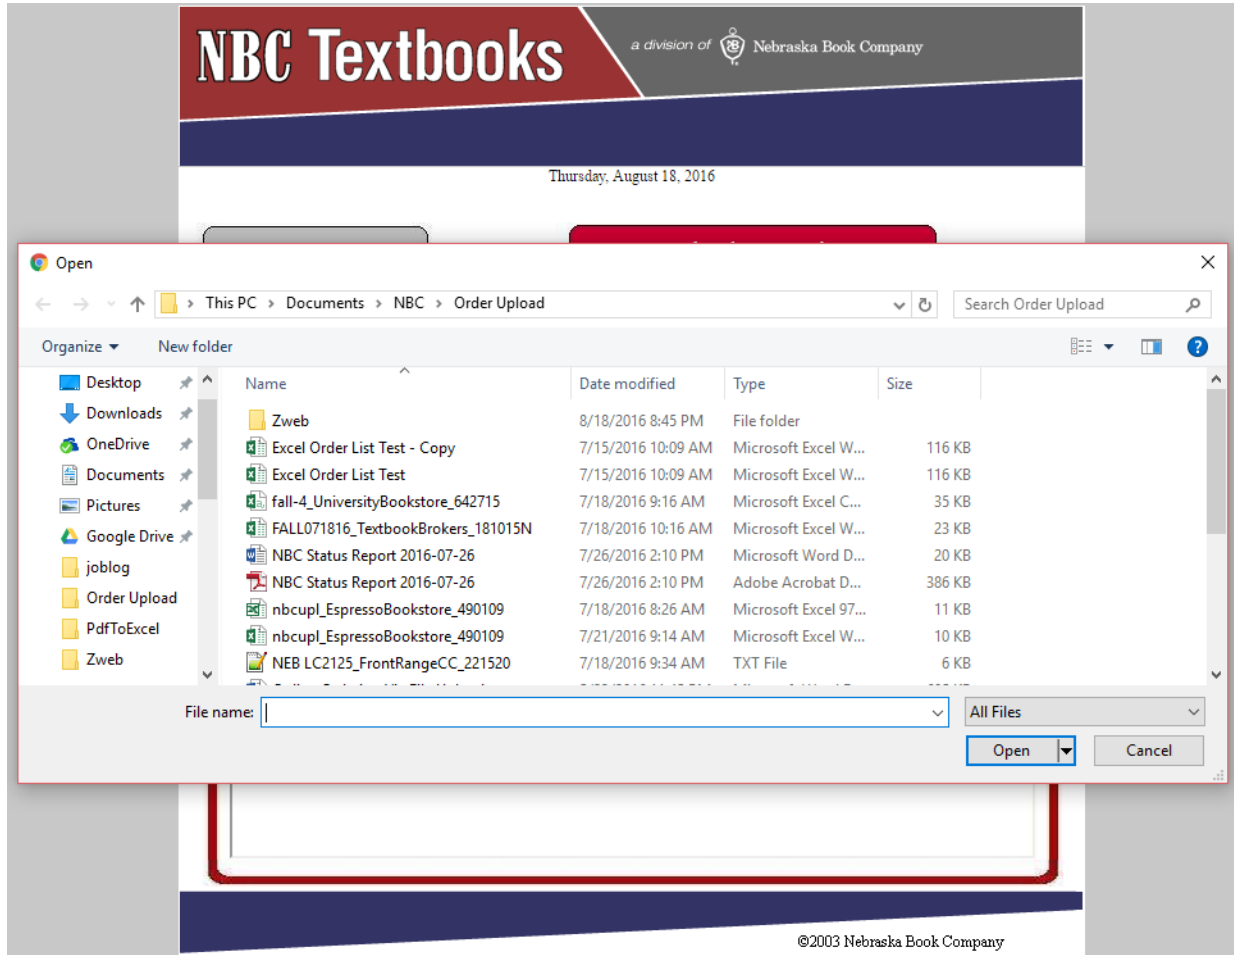 NBC Textbooks
a division of NB Nebraska Book Company
Thursday, August 18, 2016
Open
This PC > Documents > NBC > Order Upload
Search Order Upload
Organize
New folder
Desktop
Downloads
OneDrive
Documents
Pictures
Google Drive
joblog
Order Upload
PdfToExcel
Zweb
Name Date modified Type Size
Zweb 8/18/2016 8:45 PM File folder
Excel Order List Test - Copy 7/15/2016 10:09 AM Microsoft Excel W... 116 KB
Excel Order List Test 7/15/2016 10:09 AM Microsoft Excel W... 116 KB
fall-4_UniversityBookstore_642715 7/18/2016 9:16 AM Microsoft Excel C... 35 KB
FALL071816_TextbookBrokers_181015N 7/18/2016 10:16 AM Microsoft Excel W... 23 KB
NBC Status Report 2016-07-26 7/26/2016 2:10 PM Microsoft Word D... 20 KB
NBC Status Report 2016-07-26 7/26/2016 2:10 PM Adobe Acrobat D... 386 KB
nbcupl_EspressoBookstore_490109 7/18/2016 8:26 AM Microsoft Excel 97... 11 KB
nbcupl_EspressoBookstore_490109 7/21/2016 9:14 AM Microsoft Excel W... 10 KB
NEB LC2125_FrontRangeCC_221520 7/18/2016 9:34 AM TXT File 6 KB
File name:
All Files
Open
Cancel
©2003 Nebraska Book Company